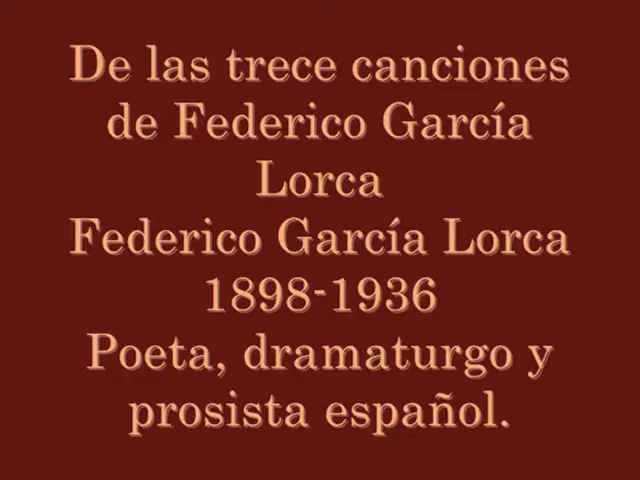 De las trece canciones
de Federico García
Lorca
Federico García Lorca
1898-1936
Poeta, dramaturgo y
prosista español.